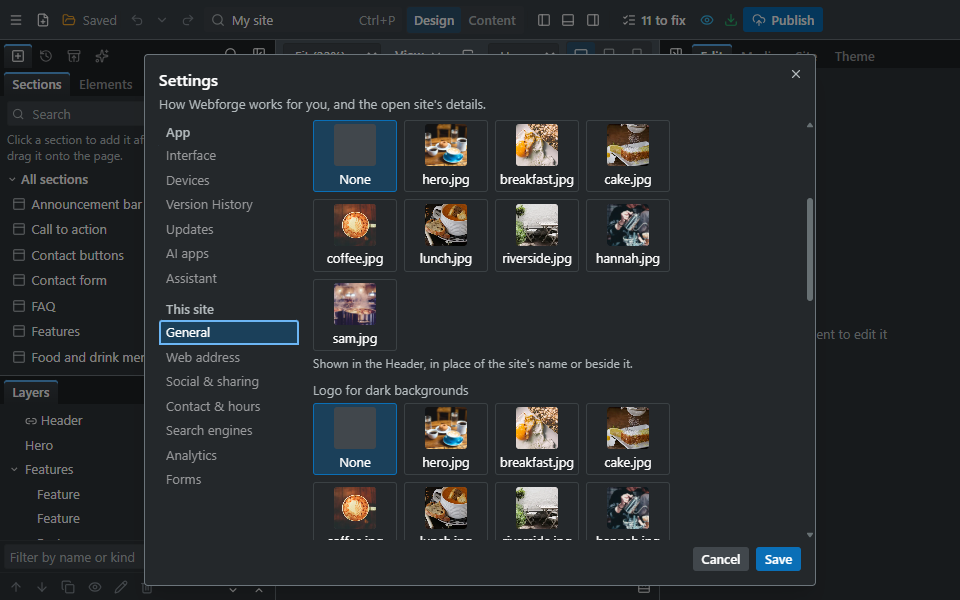 Saved
My site
Ctrl+P
Design
Content
11 to fix
Publish
Theme
Sections
Elements
Search
Click a section to add it
drag it onto the page.
All sections
Announcement bar
Call to action
Contact buttons
Contact form
FAQ
Features
Food and drink
Layers
Header
Hero
Features
Feature
Feature
Filter by name or kind
Settings
How Webforge works for you, and the open site's details.
App
Interface
Devices
Version History
Updates
AI apps
Assistant
This site
General
Web address
Social & sharing
Contact & hours
Search engines
Analytics
Forms
None
hero.jpg
breakfast.jpg
cake.jpg
coffee.jpg
lunch.jpg
riverside.jpg
hannah.jpg
sam.jpg
Shown in the Header, in place of the site's name or beside it.
Logo for dark backgrounds
None
hero.jpg
breakfast.jpg
cake.jpg
Cancel
Save
to edit it